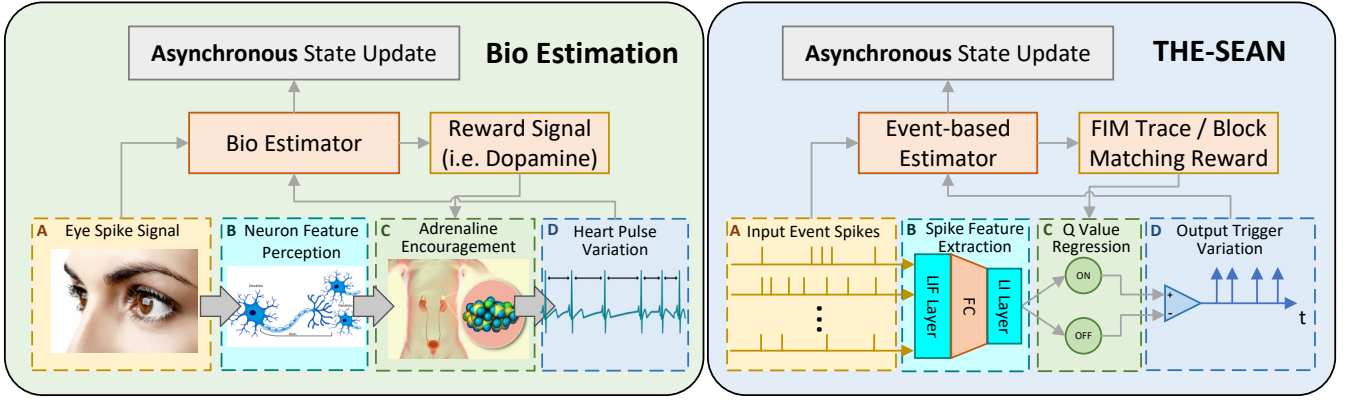 Asynchronous State Update
Bio Estimation
Bio Estimator
Reward Signal
(i.e. Dopamine)
A Eye Spike Signal
B Neuron Feature
Perception
C Adrenaline
Encouragement
D Heart Pulse
Variation
Asynchronous State Update
THE-SEAN
Event-based
Estimator
FIM Trace / Block
Matching Reward
A Input Event Spikes
B Spike Feature
Extraction
LIF Layer
FC
LI Layer
C Q Value
Regression
ON
OFF
D Output Trigger
Variation
+
-
t